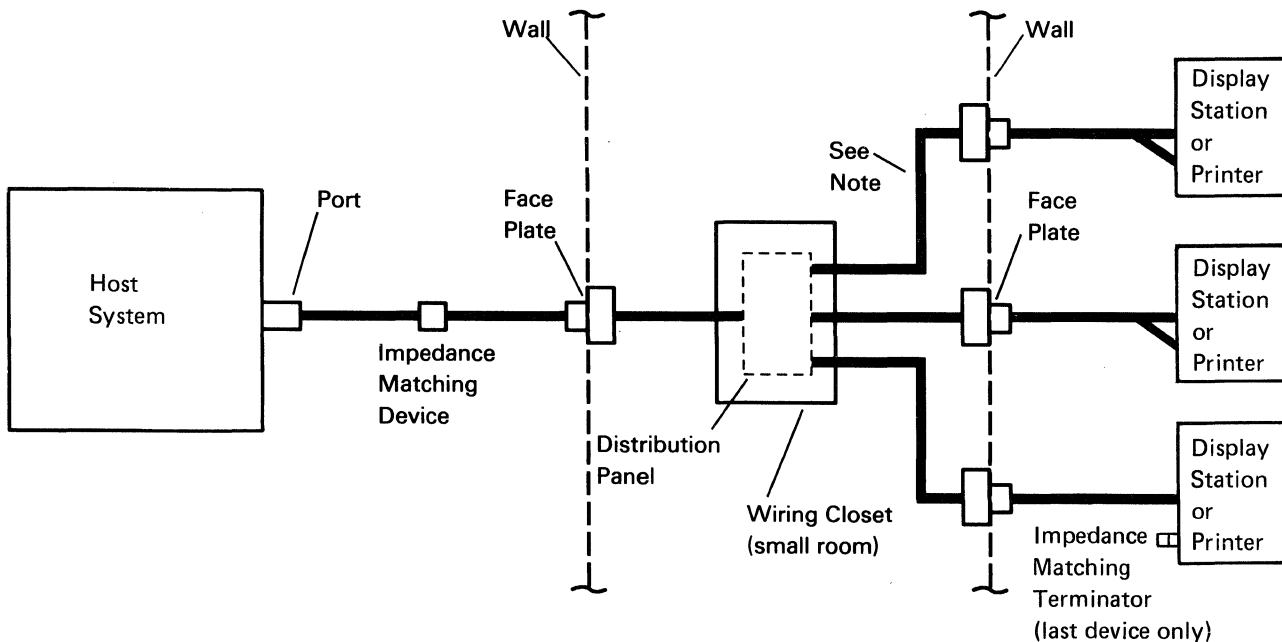 Wall
Wall
Display
Station
or
Printer
See
Note
Port
Face
Plate
Face
Plate
Host
System
Display
Station
or
Printer
Impedance
Matching
Device
Distribution
Panel
Wiring Closet
(small room)
Display
Station
or
Printer
Impedance
Matching
Terminator
(last device only)